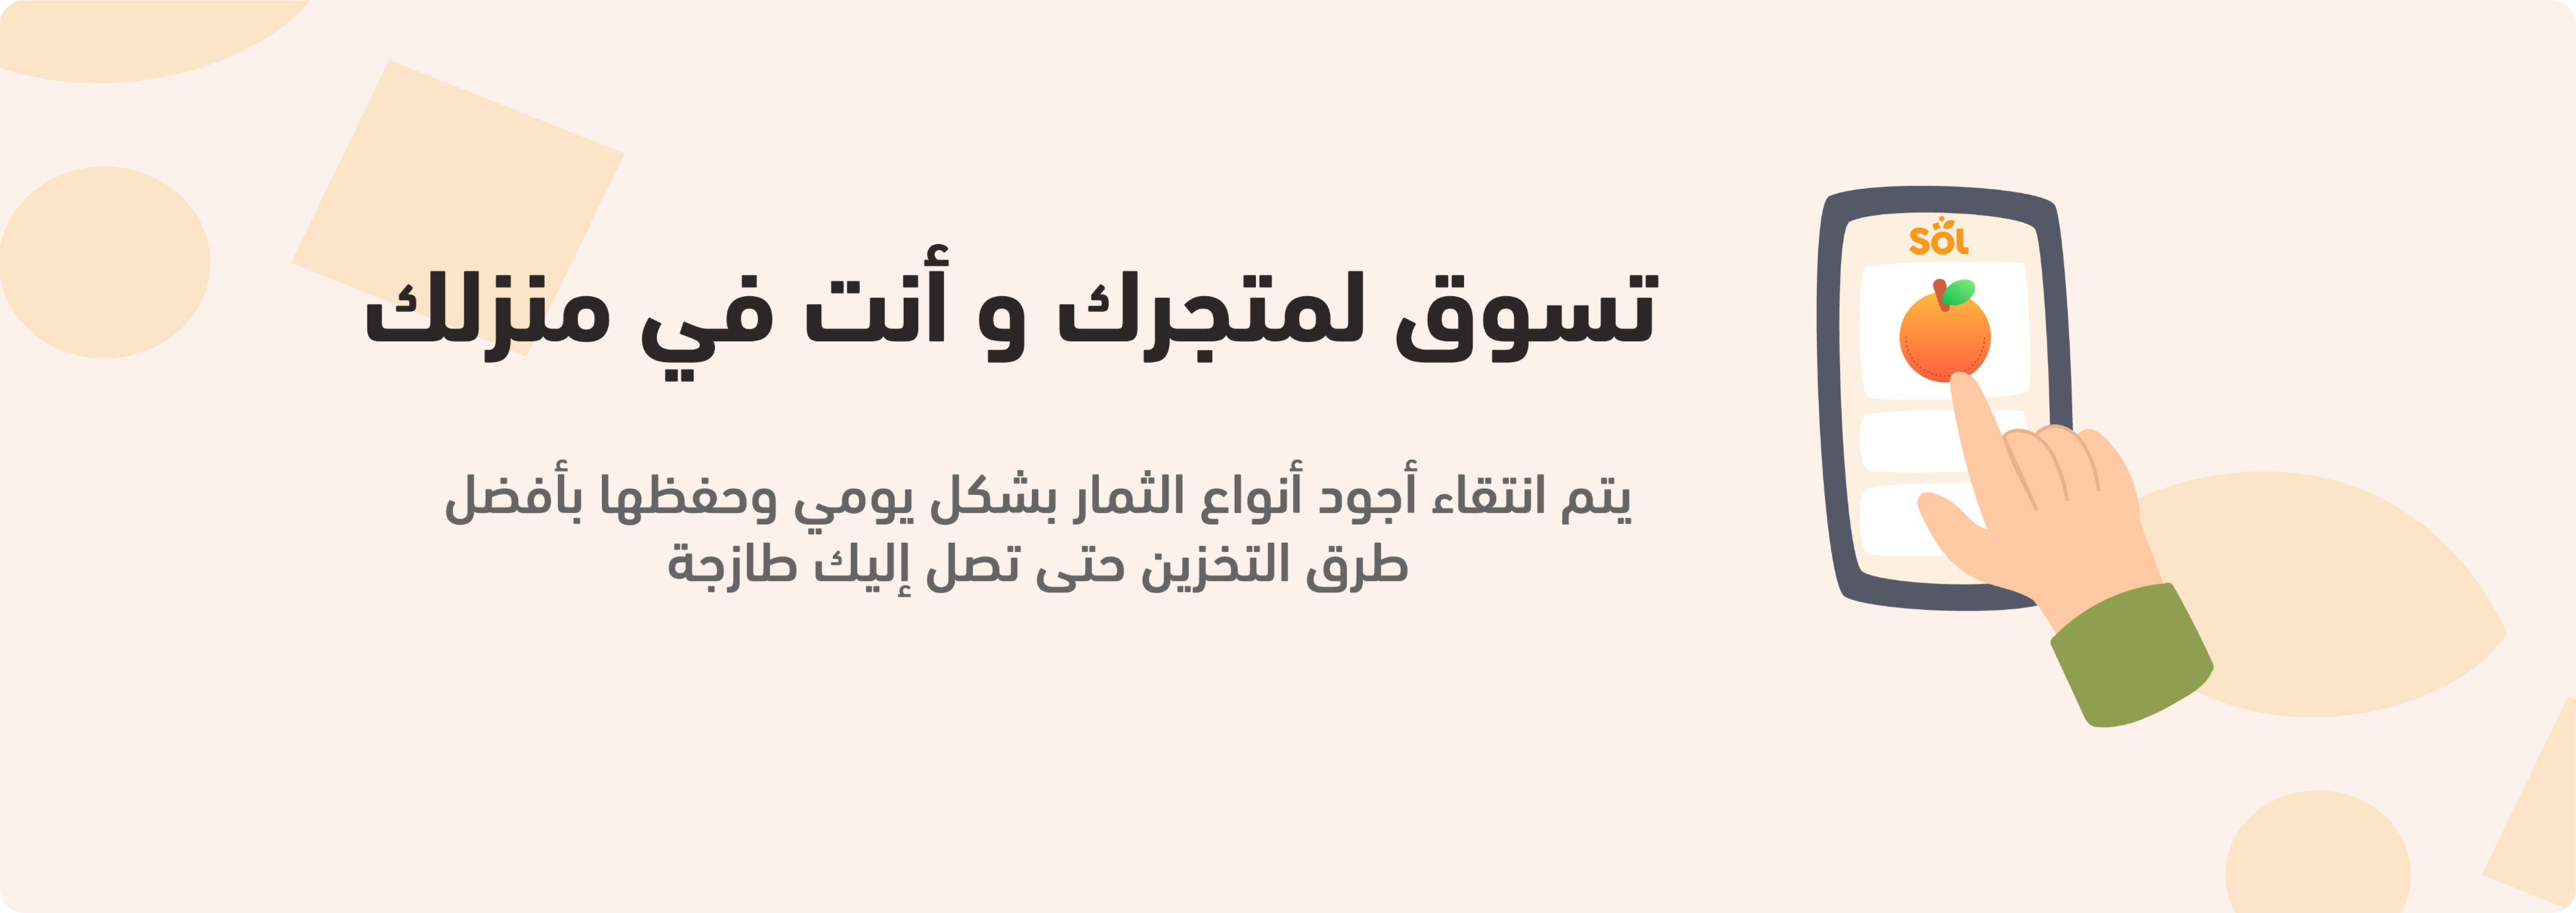 تسوق لمتجرك و أنت في منزلك
يتم انتقاء أجود أنواع الثمار بشكل يومي وحفظها بأفضل
طرق التخزين حتى تصل إليك طازجة
SOL